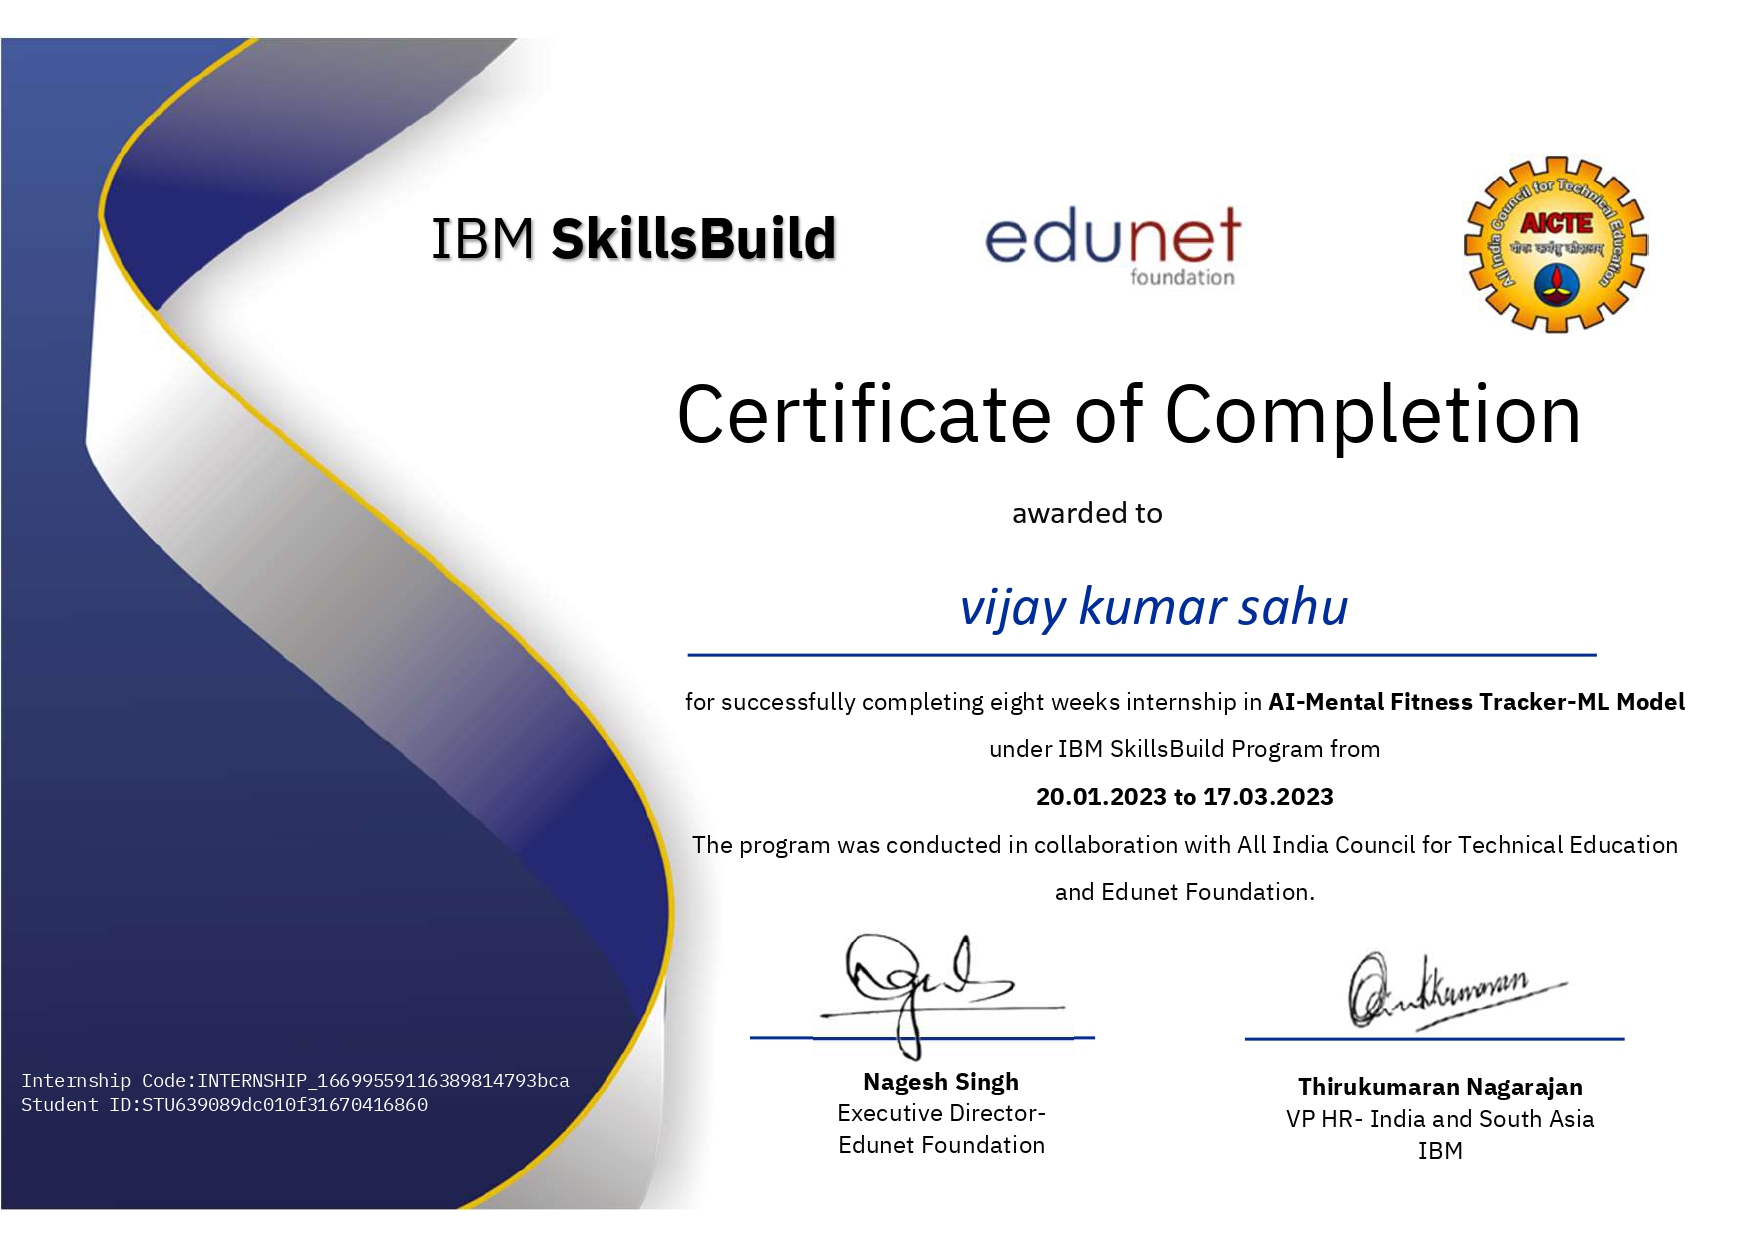 IBM SkillsBuild
edunet
foundation
All India Council for Technical Education
AICTE
योगः कर्मसु कौशलम्
Certificate of Completion
awarded to
vijay kumar sahu
for successfully completing eight weeks internship in AI-Mental Fitness Tracker-ML Model
under IBM SkillsBuild Program from
20.01.2023 to 17.03.2023
The program was conducted in collaboration with All India Council for Technical Education
and Edunet Foundation.
Nagesh Singh
Executive Director-
Edunet Foundation
Thirukumaran Nagarajan
VP HR- India and South Asia
IBM
Internship Code:INTERNSHIP_16699559116389814793bca
Student ID:STU639089dc010f31670416860